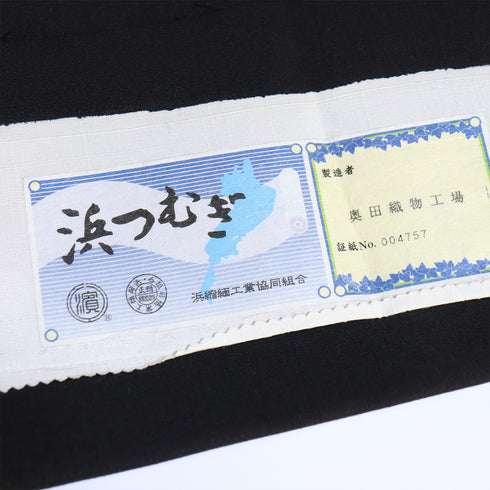 浜つむぎ
濱
®
浜縮緬工業協同組合
製造者
奥田織物工場
証紙No. 004757